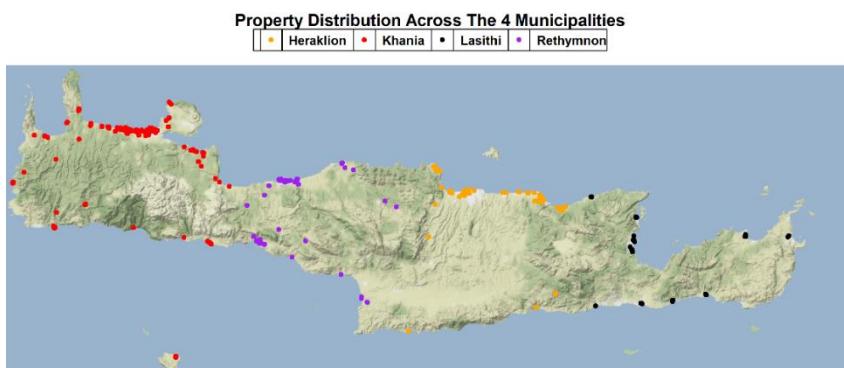 Property Distribution Across The 4 Municipalities
Heraklion Khania Lasithi Rethymnon